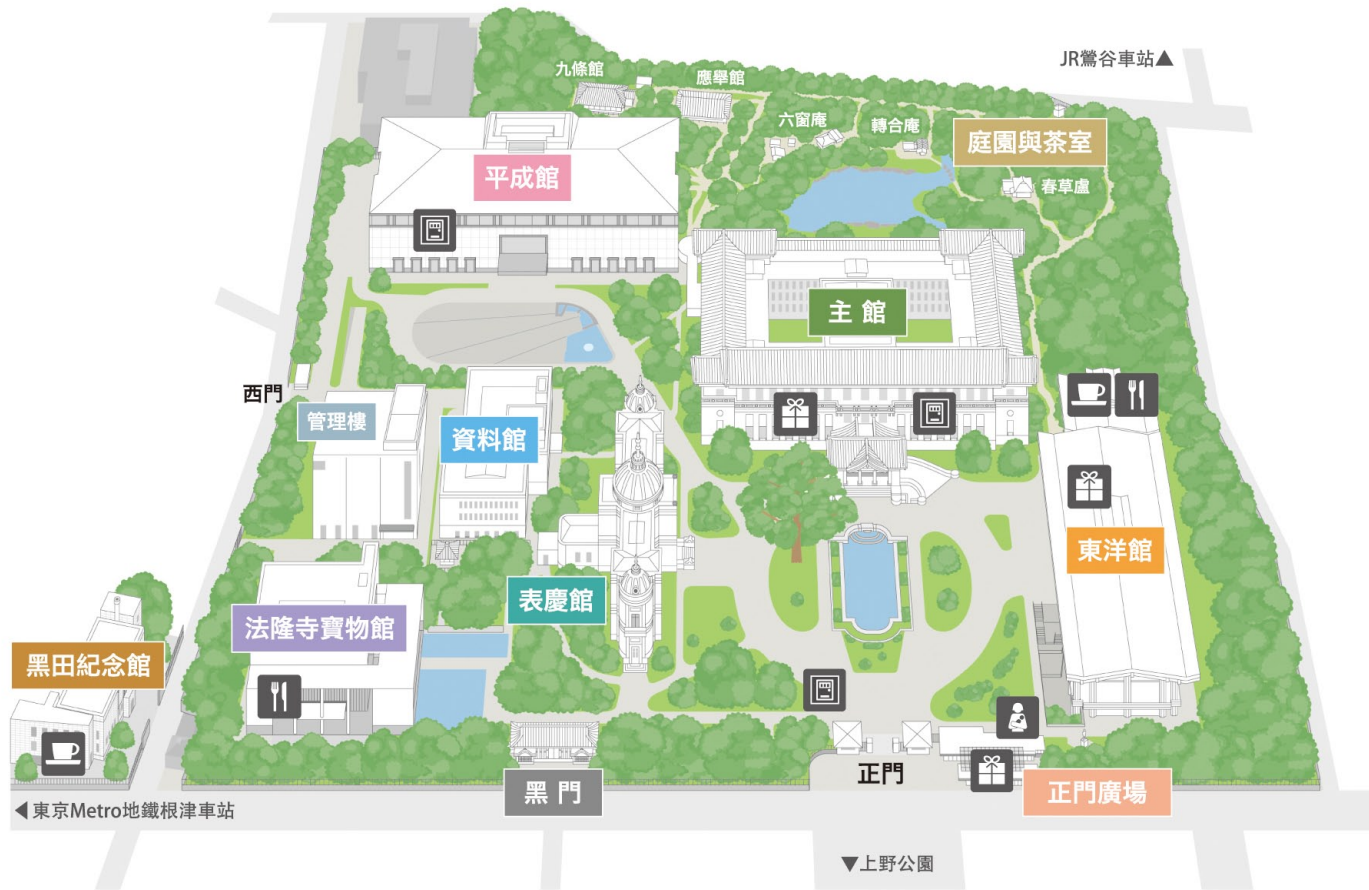 JR鶯谷車站▲
九條館
應舉館
六窗庵
轉合庵
庭園與茶室
平成館
春草盧
主 館
西門
管理樓
資料館
東洋館
表慶館
法隆寺寶物館
黑田紀念館
正門
黑 門
正門廣場
◀東京Metro地鐵根津車站
▼上野公園